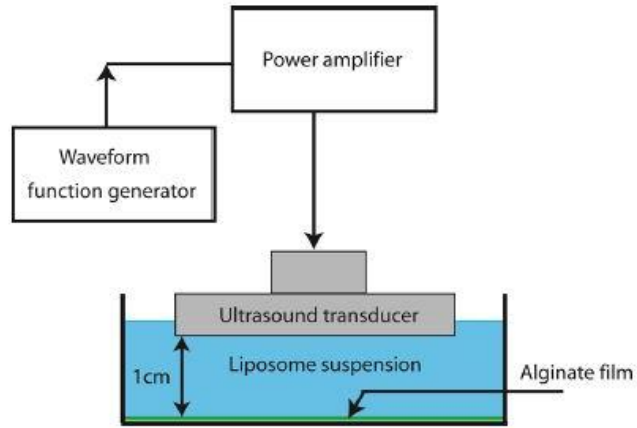 Power amplifier
Waveform
function generator
Ultrasound transducer
1cm
Liposome suspension
Alginate film